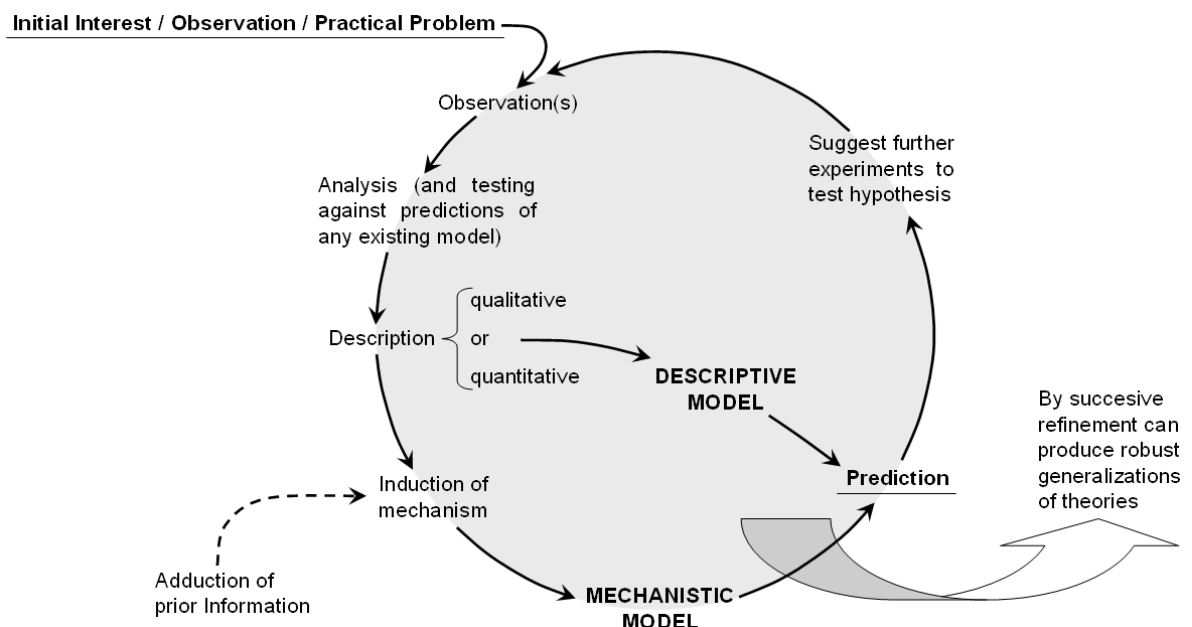 Initial Interest / Observation / Practical Problem
Observation(s)
Suggest further
experiments to
test hypothesis
Analysis (and testing
against predictions of
any existing model)
qualitative
Description
or
quantitative
DESCRIPTIVE
MODEL
By succesive
refinement can
produce robust
generalizations
of theories
Prediction
Induction of
mechanism
Adduction of
prior Information
MECHANISTIC
MODEL